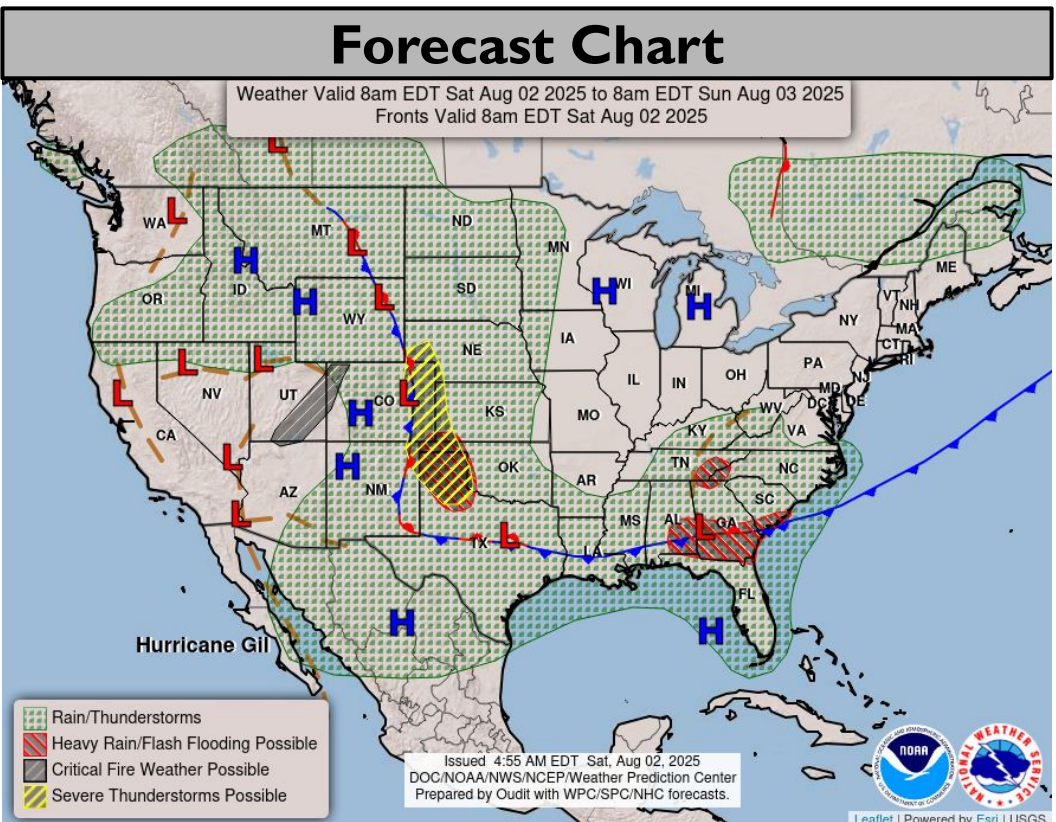 Forecast Chart
Weather Valid 8am EDT Sat Aug 02 2025 to 8am EDT Sun Aug 03 2025
Fronts Valid 8am EDT Sat Aug 02 2025
L
L
WA
MT
L
ND
MN
ME
H
ID
H
WI
MI
H
VT
NH
OR
H
WY
L
SD
NY
MA
CT
RI
NE
IA
PA
NJ
L
L
L
NV
UT
H
CO
L
KS
IL
IN
OH
MD
DC
DE
WV
VA
KY
MO
CA
L
H
OK
AR
TN
NC
AZ
NM
SC
L
TX
L
LA
MS
AL
L
GA
FL
H
H
Hurricane Gil
Rain/Thunderstorms
Heavy Rain/Flash Flooding Possible
Critical Fire Weather Possible
Severe Thunderstorms Possible
Issued 4:55 AM EDT Sat, Aug 02, 2025
DOC/NOAA/NWS/NCEP/Weather Prediction Center
Prepared by Oudit with WPC/SPC/NHC forecasts.
NOAA
NATIONAL WEATHER SERVICE
Leaflet | Powered by Esri | USGS